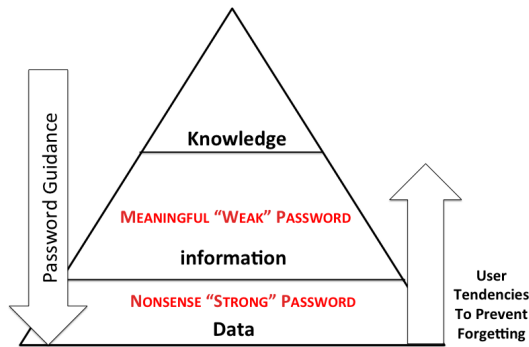 Password Guidance
Knowledge
MEANINGFUL “WEAK” PASSWORD
information
NONSENSE “STRONG” PASSWORD
Data
User
Tendencies
To Prevent
Forgetting